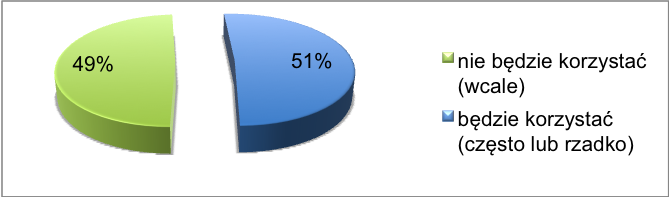 49%
51%
nie będzie korzystać
(wcale)
będzie korzystać
(często lub rzadko)